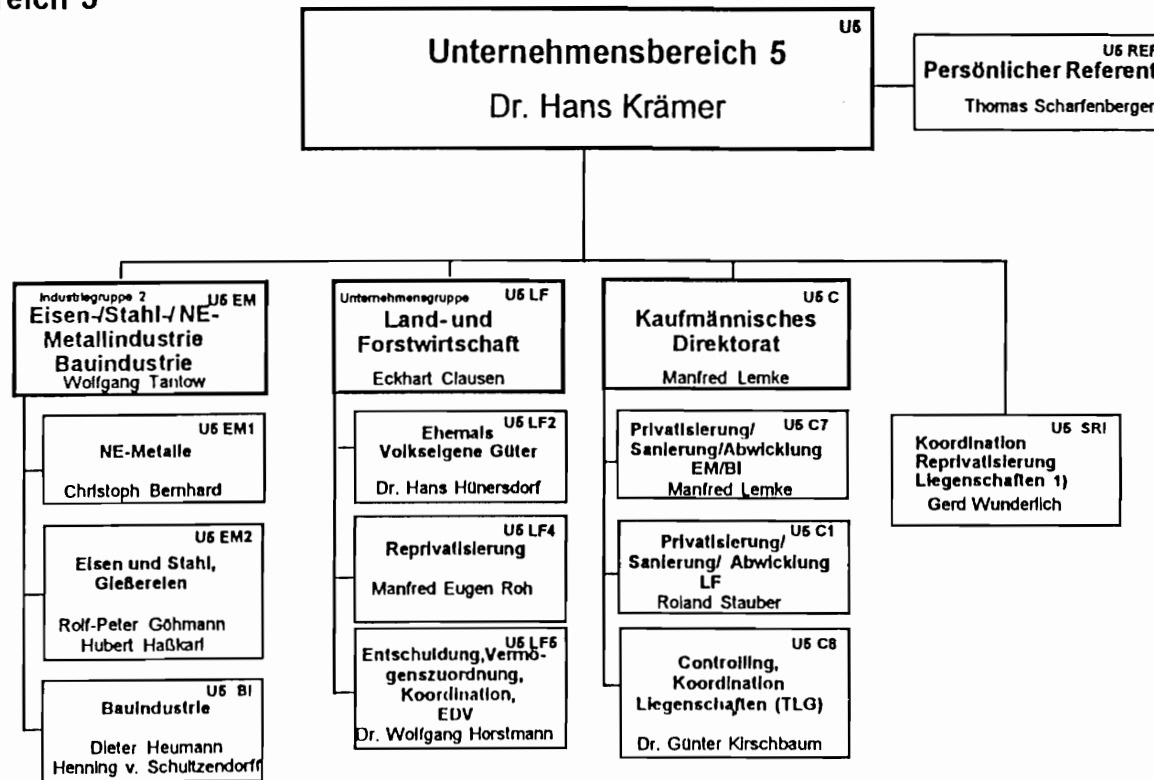 reich 5
U5
Unternehmensbereich 5
Dr. Hans Krämer
U5 REF
Persönlicher Referent
Thomas Scharfenberger
Industriegruppe 2
U5 EM
Eisen-/Stahl-/NE-
Metallindustrie
Bauindustrie
Wolfgang Tantow
U5 EM1
NE-Metalle
Christoph Bernhard
U5 EM2
Eisen und Stahl,
Gießereien
Rolf-Peter Göhmann
Hubert Haßkarl
U5 BI
Bauindustrie
Dieter Heumann
Henning v. Schultzendorff
Unternehmensgruppe
U5 LF
Land- und
Forstwirtschaft
Eckhart Clausen
U5 LF2
Ehemals
Volkseigene Güter
Dr. Hans Hünersdorf
U5 LF4
Reprivatisierung
Manfred Eugen Roh
U5 LF5
Entschuldung,Vermö-
genszuordnung,
Koordination,
EDV
Dr. Wolfgang Horstmann
U5 C
Kaufmännisches
Direktorat
Manfred Lemke
U5 C7
Privatisierung/
Sanierung/Abwicklung
EM/BI
Manfred Lemke
U5 C1
Privatisierung/
Sanierung/ Abwicklung
LF
Roland Stauber
U5 C8
Controlling,
Koordination
Liegenschaften (TLG)
Dr. Günter Kirschbaum
U5 SRI
Koordination
Reprivatisierung
Liegenschaften 1)
Gerd Wunderlich